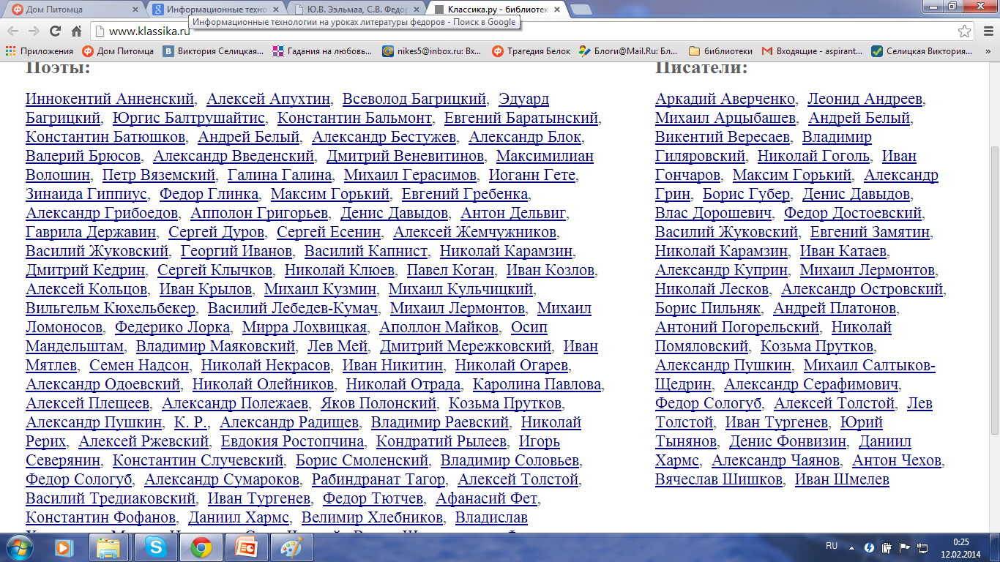 Дом Питомца
Информационные техно
Ю.В. Ээльмаа, С.В. Федор
Классика.ру - библиотек
Информационные технологии на уроках литературы федоров - Поиск в Google
www.klassika.ru
Приложения
Дом Питомца
Виктория Селицкая...
Гадания на любовь...
nikes5@inbox.ru: Вх...
Трагедия Белок
Блоги@Mail.Ru: Бл...
библиотеки
Входящие - aspirant...
Селицкая Виктория...
»
Поэты:
Иннокентий Анненский, Алексей Апухтин, Всеволод Багрицкий, Эдуард
Багрицкий, Юргис Балтрушайтис, Константин Бальмонт, Евгений Баратынский,
Константин Батюшков, Андрей Белый, Александр Бестужев, Александр Блок,
Валерий Брюсов, Александр Введенский, Дмитрий Веневитинов, Максимилиан
Волошин, Петр Вяземский, Галина Галина, Михаил Герасимов, Иоганн Гете,
Зинаида Гиппиус, Федор Глинка, Максим Горький, Евгений Гребенка,
Александр Грибоедов, Апполон Григорьев, Денис Давыдов, Антон Дельвиг,
Гаврила Державин, Сергей Дуров, Сергей Есенин, Алексей Жемчужников,
Василий Жуковский, Георгий Иванов, Василий Капнист, Николай Карамзин,
Дмитрий Кедрин, Сергей Клычков, Николай Клюев, Павел Коган, Иван Козлов,
Алексей Кольцов, Иван Крылов, Михаил Кузмин, Михаил Кульчицкий,
Вильгельм Кюхельбекер, Василий Лебедев-Кумач, Михаил Лермонтов, Михаил
Ломоносов, Федерико Лорка, Мирра Лохвицкая, Аполлон Майков, Осип
Мандельштам, Владимир Маяковский, Лев Мей, Дмитрий Мережковский, Иван
Мятлев, Семен Надсон, Николай Некрасов, Иван Никитин, Николай Огарев,
Александр Одоевский, Николай Олейников, Николай Отрада, Каролина Павлова,
Алексей Плещеев, Александр Полежаев, Яков Полонский, Козьма Прутков,
Александр Пушкин, К. Р., Александр Радищев, Владимир Раевский, Николай
Рерих, Алексей Ржевский, Евдокия Ростопчина, Кондратий Рылеев, Игорь
Северянин, Константин Случевский, Борис Смоленский, Владимир Соловьев,
Федор Сологуб, Александр Сумароков, Рабиндранат Тагор, Алексей Толстой,
Василий Тредиаковский, Иван Тургенев, Федор Тютчев, Афанасий Фет,
Константин Фофанов, Даниил Хармс, Велимир Хлебников, Владислав
Писатели:
Аркадий Аверченко, Леонид Андреев,
Михаил Арцыбашев, Андрей Белый,
Викентий Вересаев, Владимир
Гиляровский, Николай Гоголь, Иван
Гончаров, Максим Горький, Александр
Грин, Борис Губер, Денис Давыдов,
Влас Дорошевич, Федор Достоевский,
Василий Жуковский, Евгений Замятин,
Николай Карамзин, Иван Катаев,
Александр Куприн, Михаил Лермонтов,
Николай Лесков, Александр Островский,
Борис Пильняк, Андрей Платонов,
Антоний Погорельский, Николай
Помяловский, Козьма Прутков,
Александр Пушкин, Михаил Салтыков-
Щедрин, Александр Серафимович,
Федор Сологуб, Алексей Толстой, Лев
Толстой, Иван Тургенев, Юрий
Тынянов, Денис Фонвизин, Даниил
Хармс, Александр Чаянов, Антон Чехов,
Вячеслав Шишков, Иван Шмелев
RU
0:25
12.02.2014